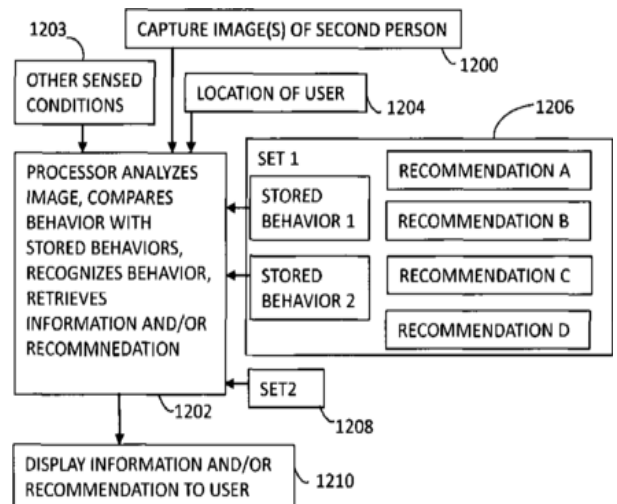 1203
CAPTURE IMAGE(S) OF SECOND PERSON
1200
OTHER SENSED
CONDITIONS
LOCATION OF USER
1204
1206
PROCESSOR ANALYZES
IMAGE, COMPARES
BEHAVIOR WITH
STORED BEHAVIORS,
RECOGNIZES BEHAVIOR,
RETRIEVES
INFORMATION AND/OR
RECOMMNEDATION
1202
SET 1
STORED
BEHAVIOR 1
STORED
BEHAVIOR 2
RECOMMENDATION A
RECOMMENDATION B
RECOMMENDATION C
RECOMMENDATION D
SET2
1208
DISPLAY INFORMATION AND/OR
RECOMMENDATION TO USER
1210